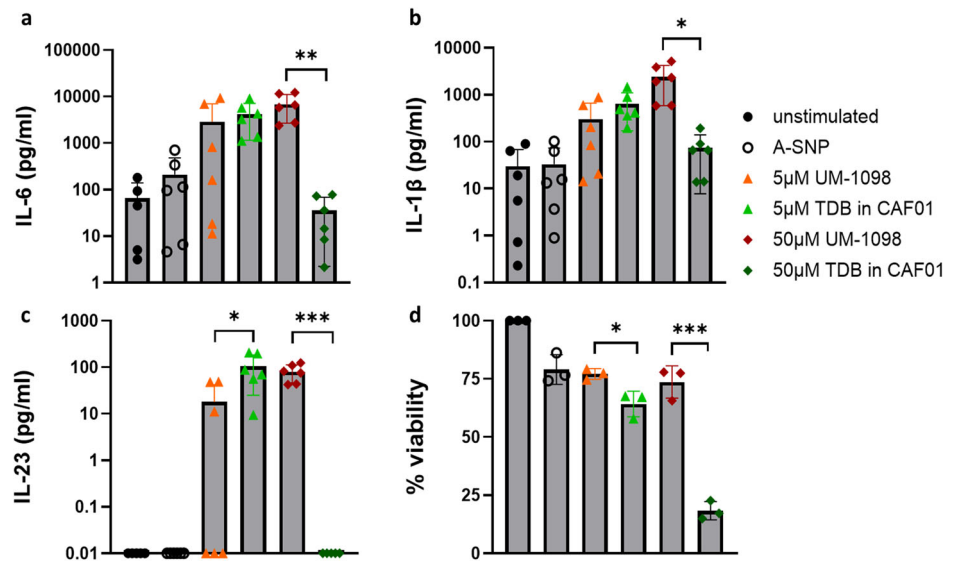 a
IL-6 (pg/ml)
100000
10000
1000
100
10
1
**
b
IL-1β (pg/ml)
10000
1000
100
10
1
0.1
*
unstimulated
A-SNP
5µM UM-1098
5µM TDB in CAF01
50µM UM-1098
50µM TDB in CAF01
c
IL-23 (pg/ml)
1000
100
10
1
0.1
0.01
*
***
d
% viability
100
75
50
25
0
*
***